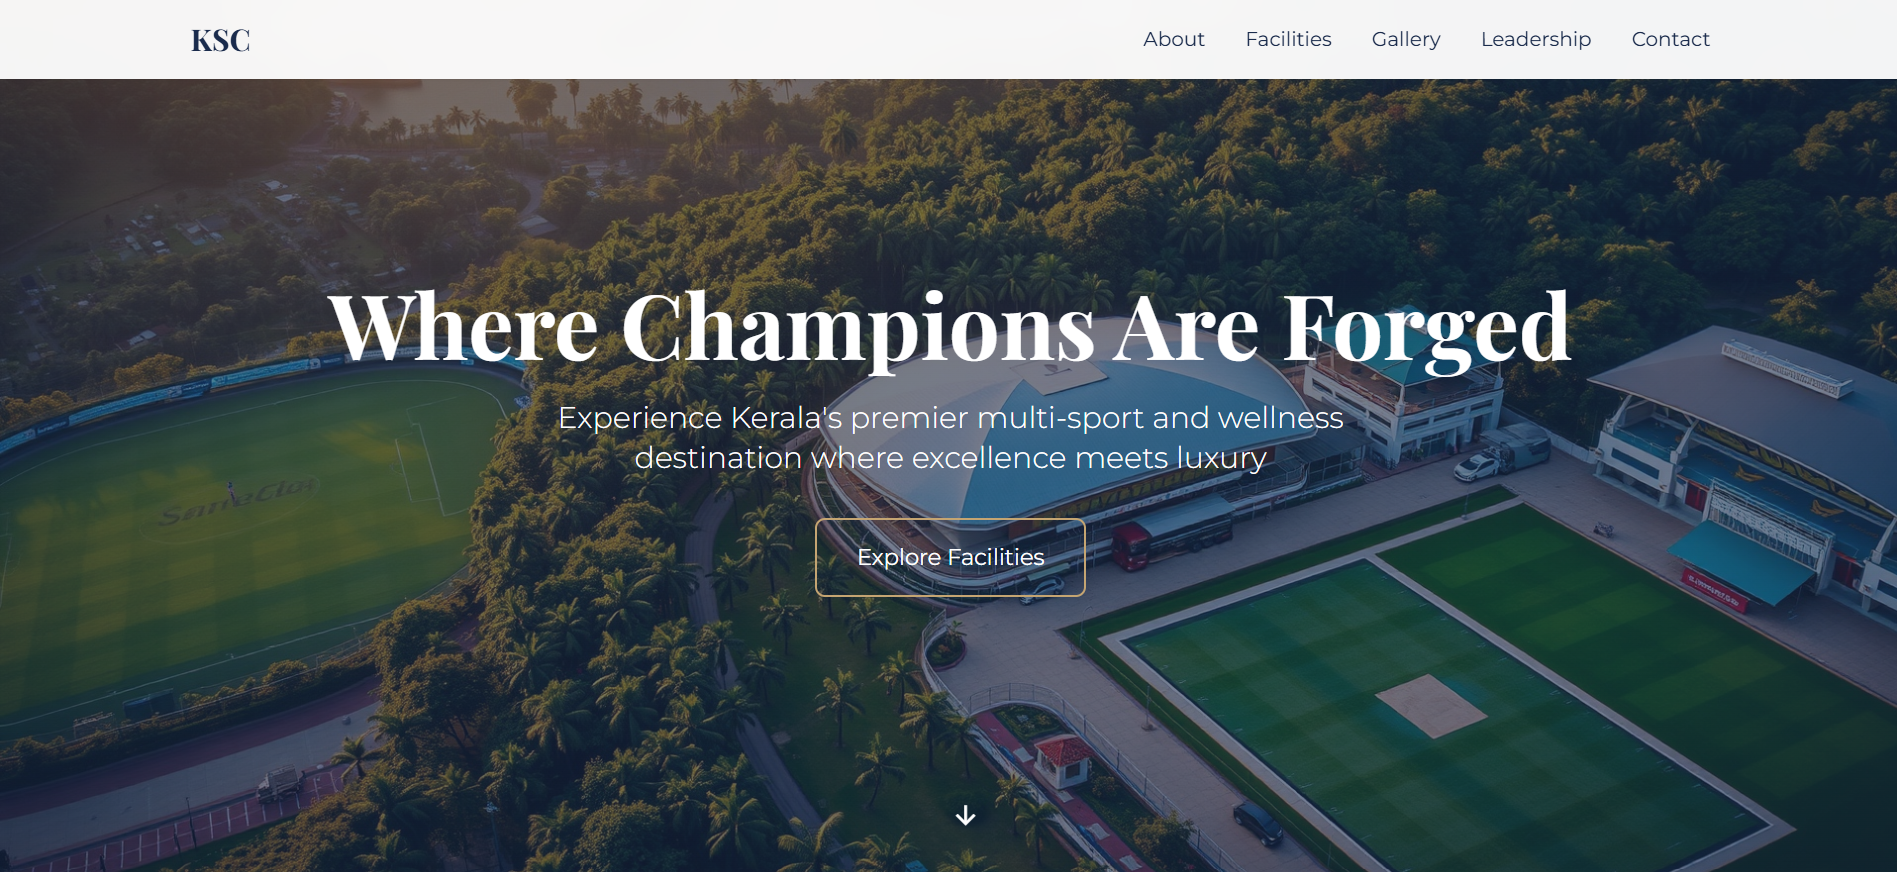 KSC
About
Facilities
Gallery
Leadership
Contact
Where Champions Are Forged
Experience Kerala's premier multi-sport and wellness
destination where excellence meets luxury
Explore Facilities